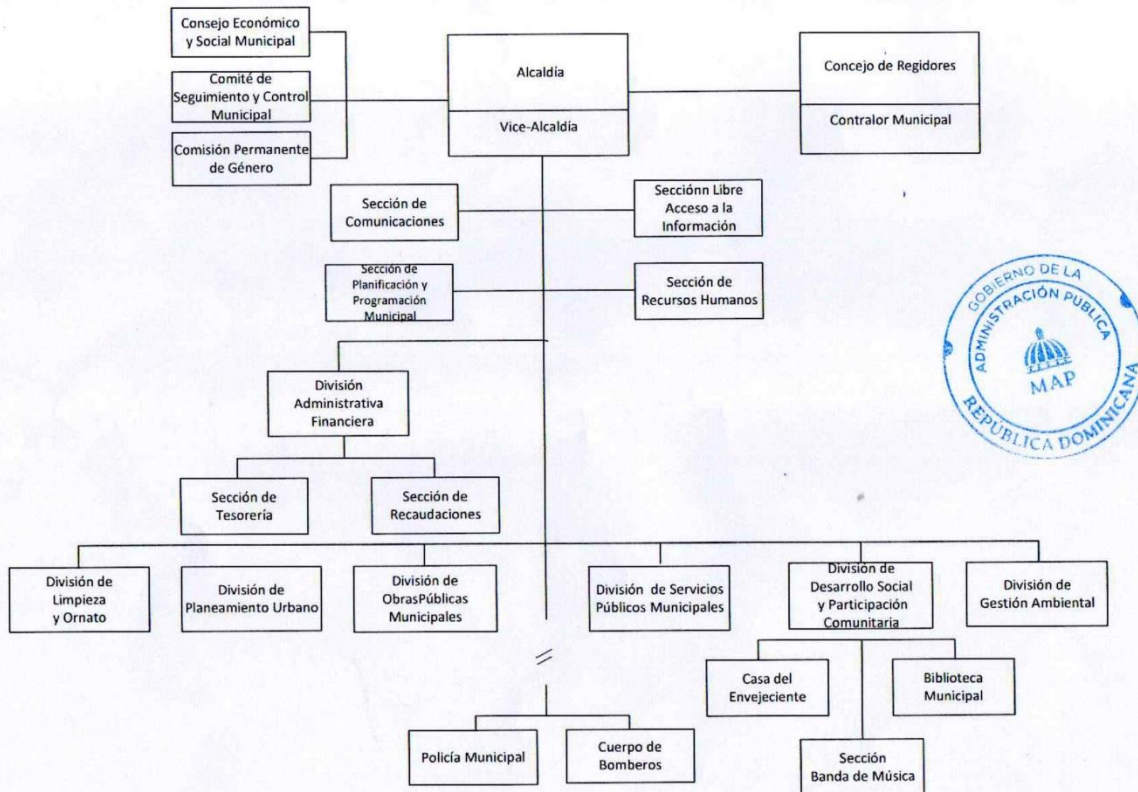 Consejo Económico
y Social Municipal
Comité de
Seguimiento y Control
Municipal
Comisión Permanente
de Género
Alcaldía
Vice-Alcaldía
Concejo de Regidores
Contralor Municipal
Sección de
Comunicaciones
Secciónn Libre
Acceso a la
Información
Sección de
Planificación y
Programación
Municipal
Sección de
Recursos Humanos
GOBIERNO DE LA
REPÚBLICA DOMINICANA
ADMINISTRACIÓN PÚBLICA
MAP
División
Administrativa
Financiera
Sección de
Tesorería
Sección de
Recaudaciones
División de
Limpieza
y Ornato
División de
Planeamiento Urbano
División de
ObrasPúblicas
Municipales
División de Servicios
Públicos Municipales
División de
Desarrollo Social
y Participación
Comunitaria
División de
Gestión Ambiental
Casa del
Envejeciente
Biblioteca
Municipal
Policía Municipal
Cuerpo de
Bomberos
Sección
Banda de Música